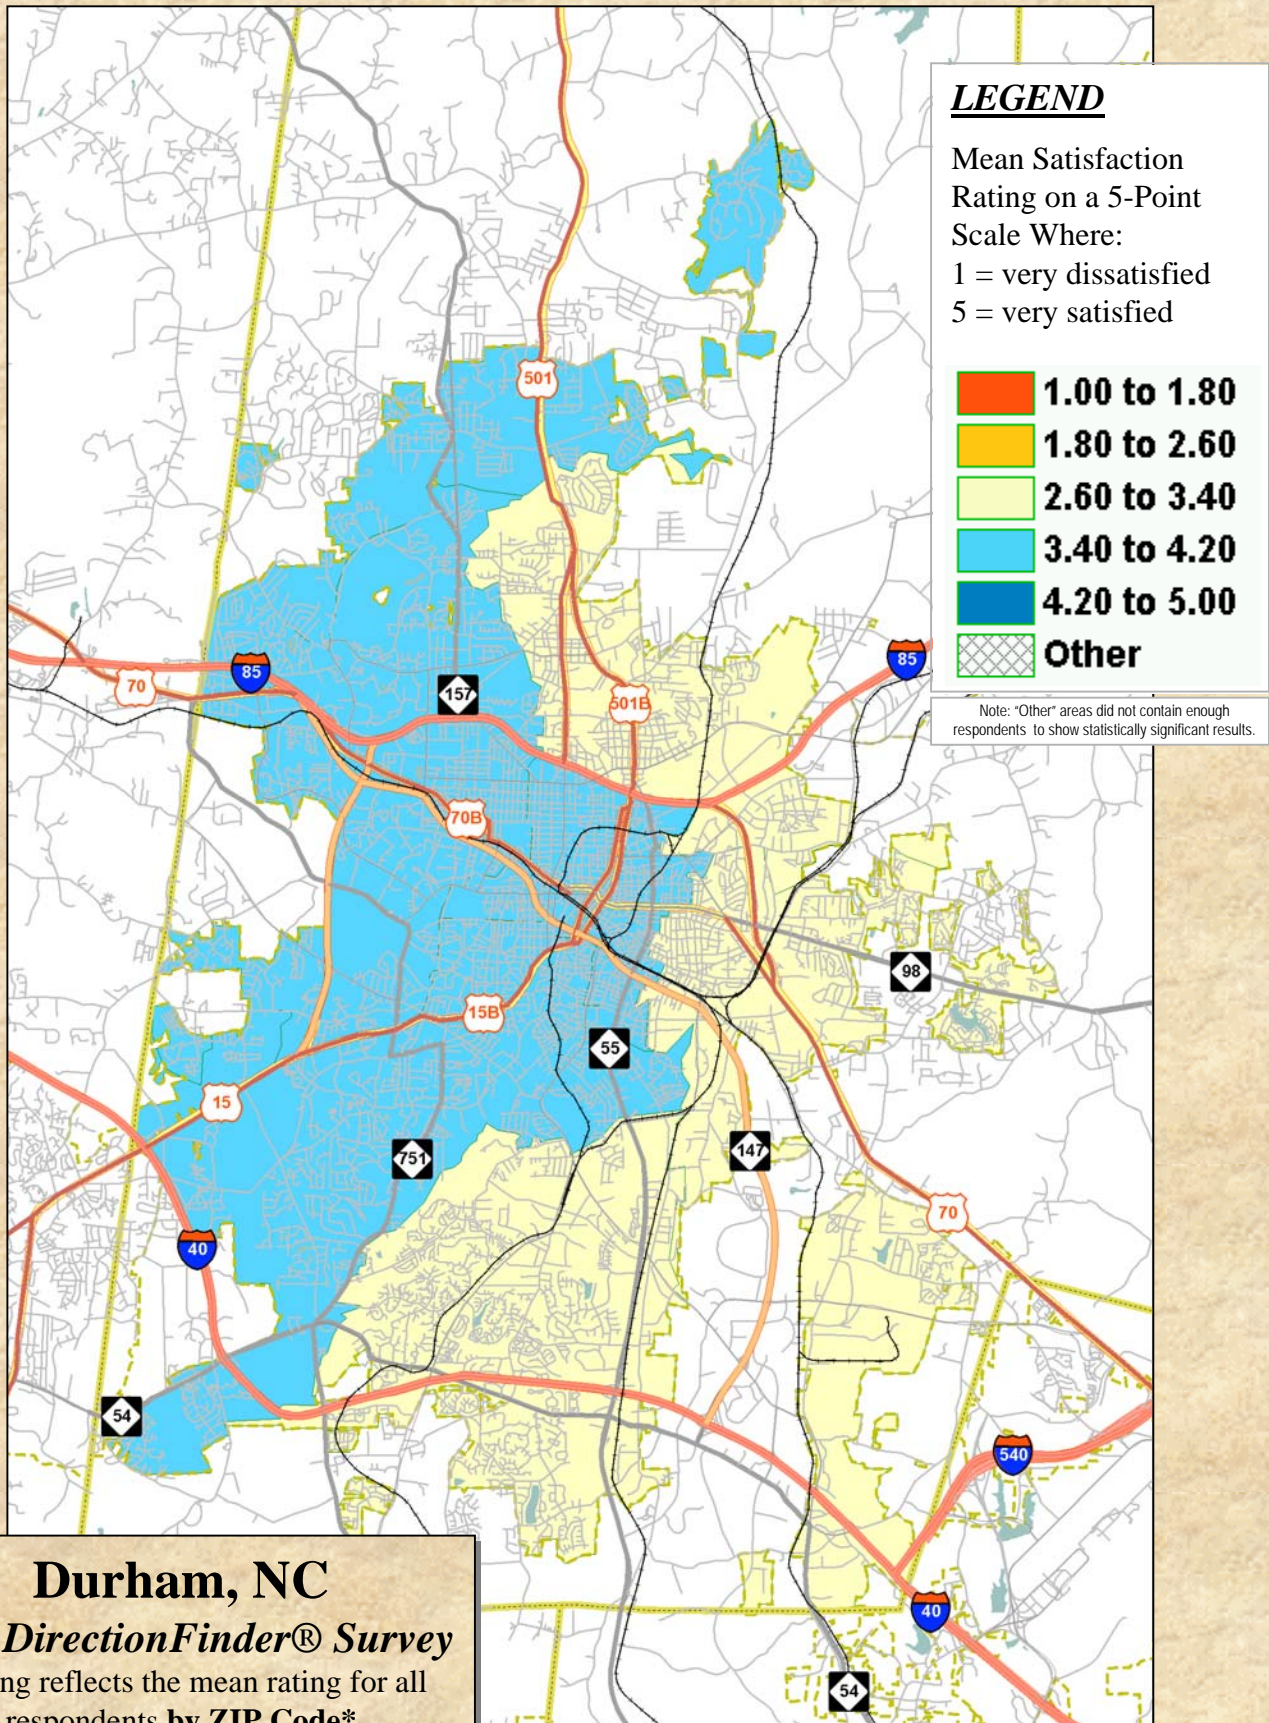 LEGEND
Mean Satisfaction
Rating on a 5-Point
Scale Where:
1 = very dissatisfied
5 = very satisfied
1.00 to 1.80
1.80 to 2.60
2.60 to 3.40
3.40 to 4.20
4.20 to 5.00
Other
Note: "Other" areas did not contain enough
respondents to show statistically significant results.
501
85
70
157
501B
85
70B
98
15B
55
15
751
147
70
40
54
540
40
54
Durham, NC
DirectionFinder® Survey
ng reflects the mean rating for all
respondents by ZIP Code*